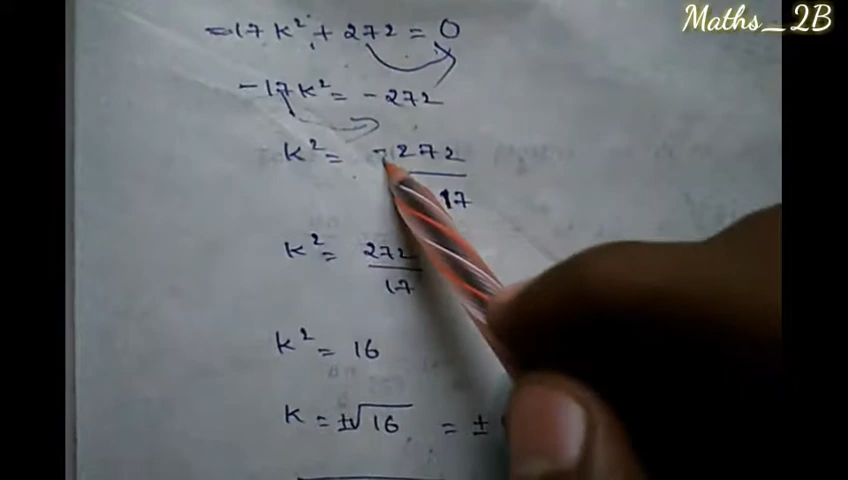 Maths_2B
-17k² + 272 = 0
-17k² = -272
k² = -272 / 17
k² = 272 / 17
k² = 16
k = ±√16 = ±